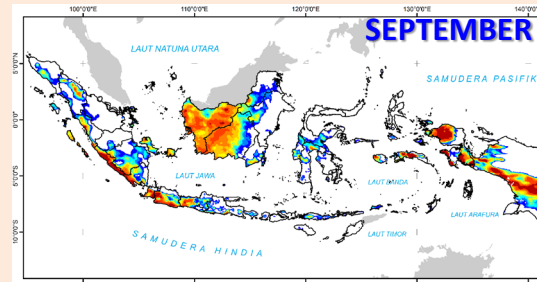 SEPTEMBER
100°0'0"E 110°0'0"E 120°0'0"E 130°0'0"E 140°0'
5°0'0"N
LAUT NATUNA UTARA
SAMUDERA PASIFIK
0°0'0"
LAUT JAWA
LAUT BANDA
5°0'0"S
LAUT ARAFURA
10°0'0"S
SAMUDERA HINDIA
LAUT TIMOR